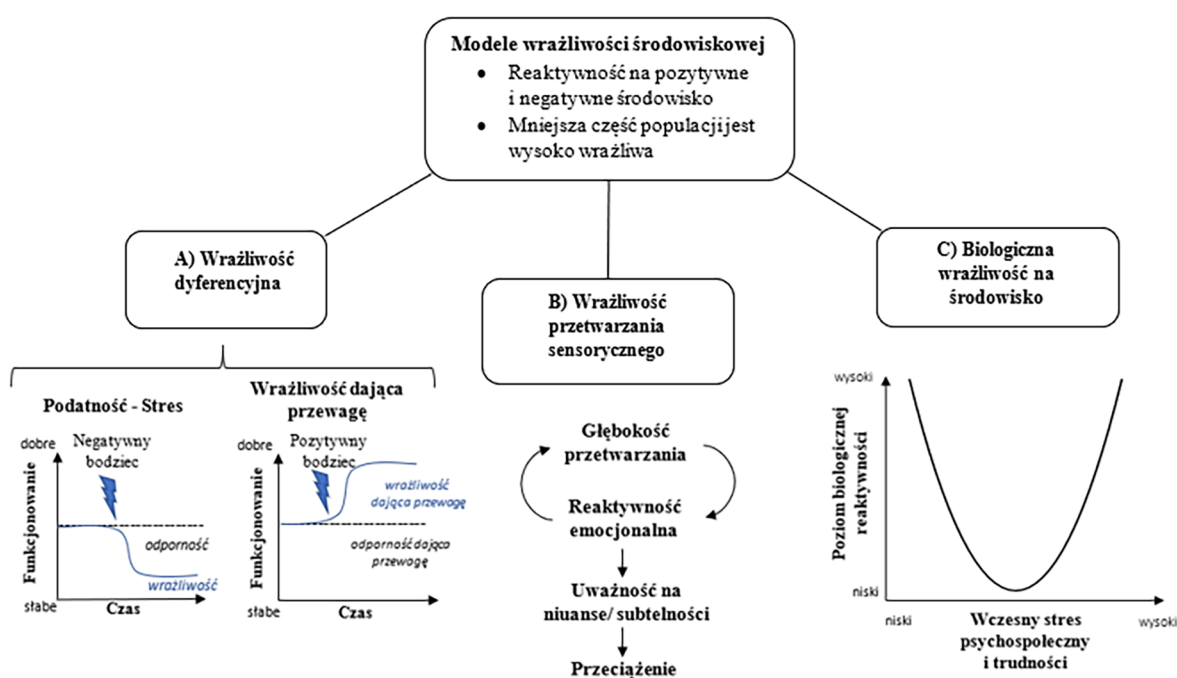 Modele wrażliwości środowiskowej
• Reaktywność na pozytywne
i negatywne środowisko
• Mniejsza część populacji jest
wysoko wrażliwa
A) Wrażliwość
dyferencyjna
B) Wrażliwość
przetwarzania
sensorycznego
C) Biologiczna
wrażliwość na
środowisko
Podatność - Stres
dobre
Negatywny
bodziec
Funkcjonowanie
odporność
wrażliwość
słabe
Czas
Wrażliwość dająca
przewagę
dobre
Pozytywny
bodziec
Funkcjonowanie
wrażliwość
dająca przewagę
odporność dająca
przewagę
słabe
Czas
Głębokość
przetwarzania
Reaktywność
emocjonalna
Uważność na
niuanse/ subtelności
Przeciążenie
wysoki
Poziom biologicznej
reaktywności
niski
niski
Wczesny stres
psychospołeczny
i trudności
wysoki